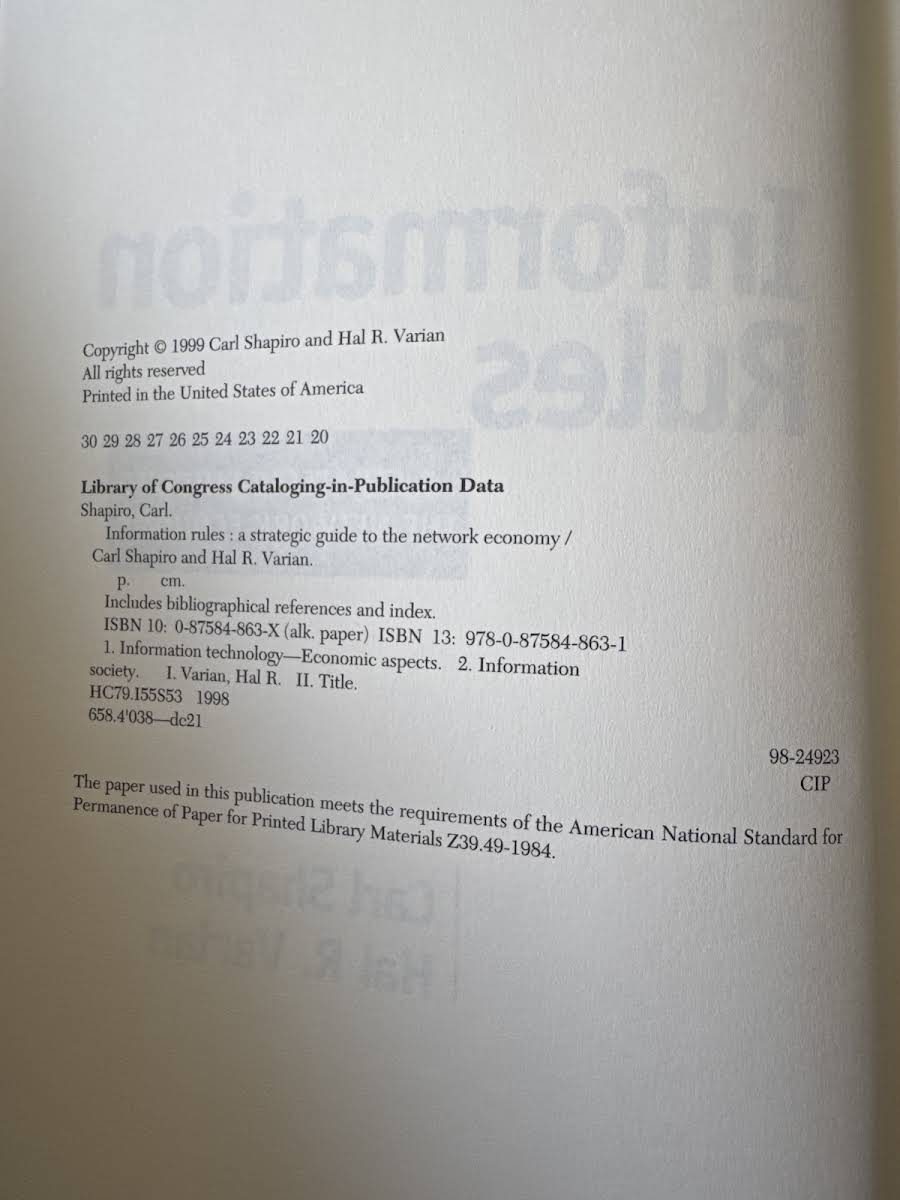 Information
Rules
Copyright © 1999 Carl Shapiro and Hal R. Varian
All rights reserved
Printed in the United States of America
30 29 28 27 26 25 24 23 22 21 20
Library of Congress Cataloging-in-Publication Data
Shapiro, Carl.
Information rules : a strategic guide to the network economy /
Carl Shapiro and Hal R. Varian.
p. cm.
Includes bibliographical references and index.
ISBN 10: 0-87584-863-X (alk. paper) ISBN 13: 978-0-87584-863-1
1. Information technology—Economic aspects. 2. Information
society. I. Varian, Hal R. II. Title.
HC79.I55S53 1998
658.4'038—dc21
98-24923
CIP
The paper used in this publication meets the requirements of the American National Standard for
Permanence of Paper for Printed Library Materials Z39.49-1984.
Carl Shapiro
Hal R. Varian